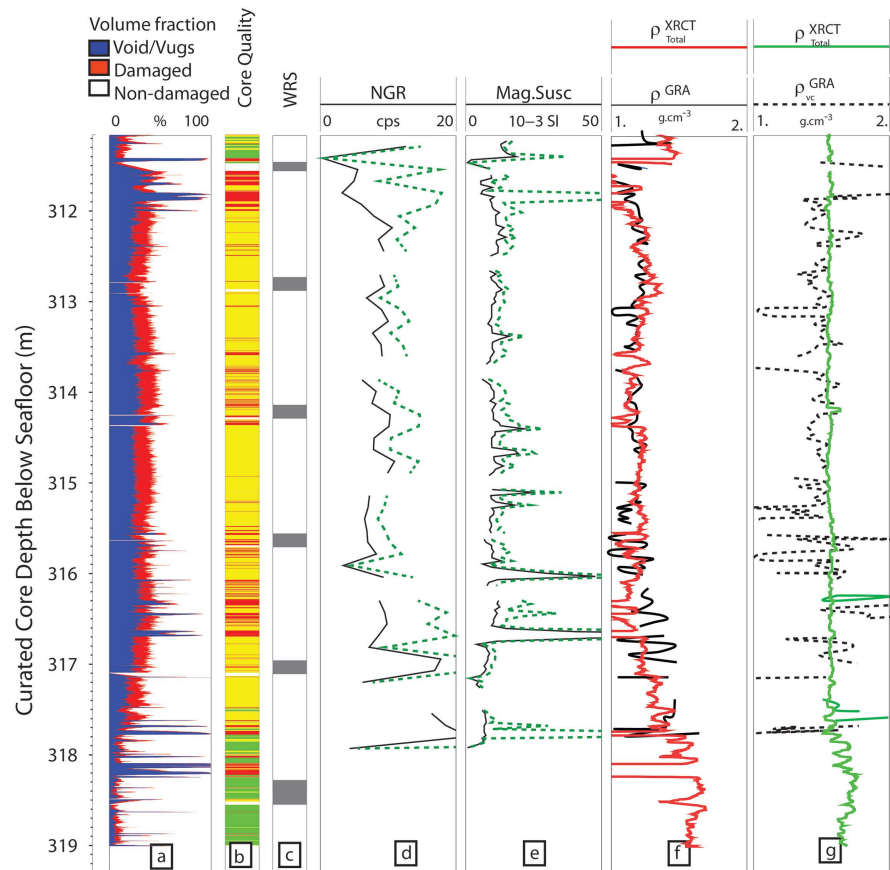 Volume fraction
Void/Vugs
Damaged
Non-damaged
0 % 100
Core Quality
WRS
NGR
0 20
cps
Mag.Susc
0 50
10−3 SI
ρ XRCT
Total
ρ GRA
1. g.cm-3 2.
ρ XRCT
Total
ρ GRA
vc
1. g.cm-3 2.
Curated Core Depth Below Seafloor (m)
312
313
314
315
316
317
318
319
a
b
c
d
e
f
g